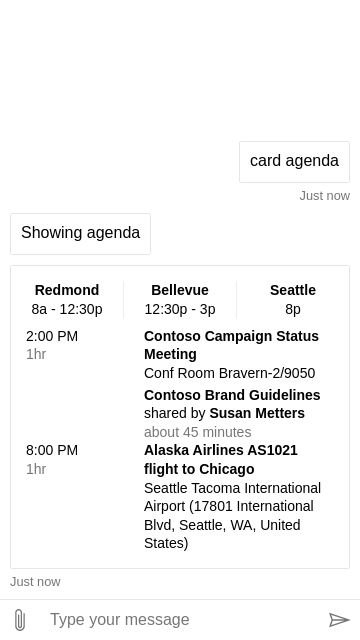 card agenda
Just now
Showing agenda
Redmond Bellevue Seattle
8a - 12:30p 12:30p - 3p 8p
2:00 PM Contoso Campaign Status
1hr Meeting
Conf Room Bravern-2/9050
Contoso Brand Guidelines
shared by Susan Metters
about 45 minutes
8:00 PM Alaska Airlines AS1021
1hr flight to Chicago
Seattle Tacoma International
Airport (17801 International
Blvd, Seattle, WA, United
States)
Just now
Type your message